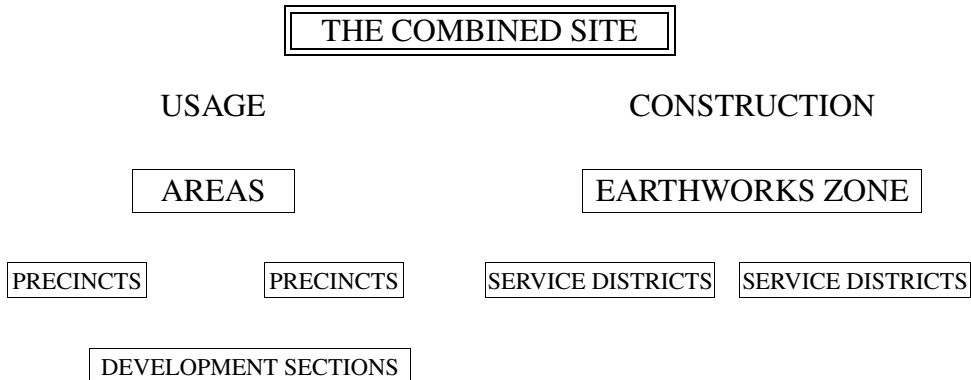 THE COMBINED SITE
USAGE CONSTRUCTION
AREAS EARTHWORKS ZONE
PRECINCTS PRECINCTS SERVICE DISTRICTS SERVICE DISTRICTS
DEVELOPMENT SECTIONS